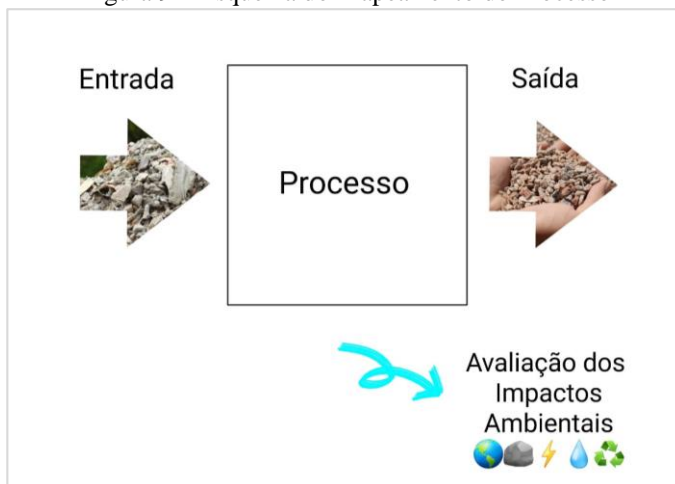 Entrada
Saída
Processo
Avaliação dos
Impactos
Ambientais